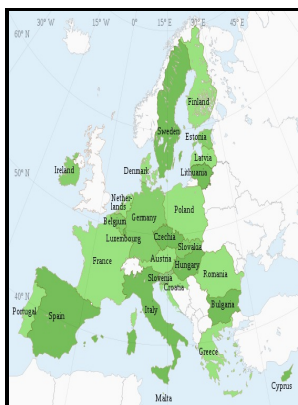 30° W 15° W 0° 15° E 30° E 45° E
60° N
Finland
Sweden
Estonia
Latvia
Lithuania
Denmark
Ireland
50° N
Nether-
lands
Poland
Germany
Belgium
Luxembourg
Czechia
Slovakia
France
Austria
Hungary
Slovenia
Romania
Croatia
40° N
Italy
Bulgaria
Portugal
Spain
Greece
Malta
Cyprus